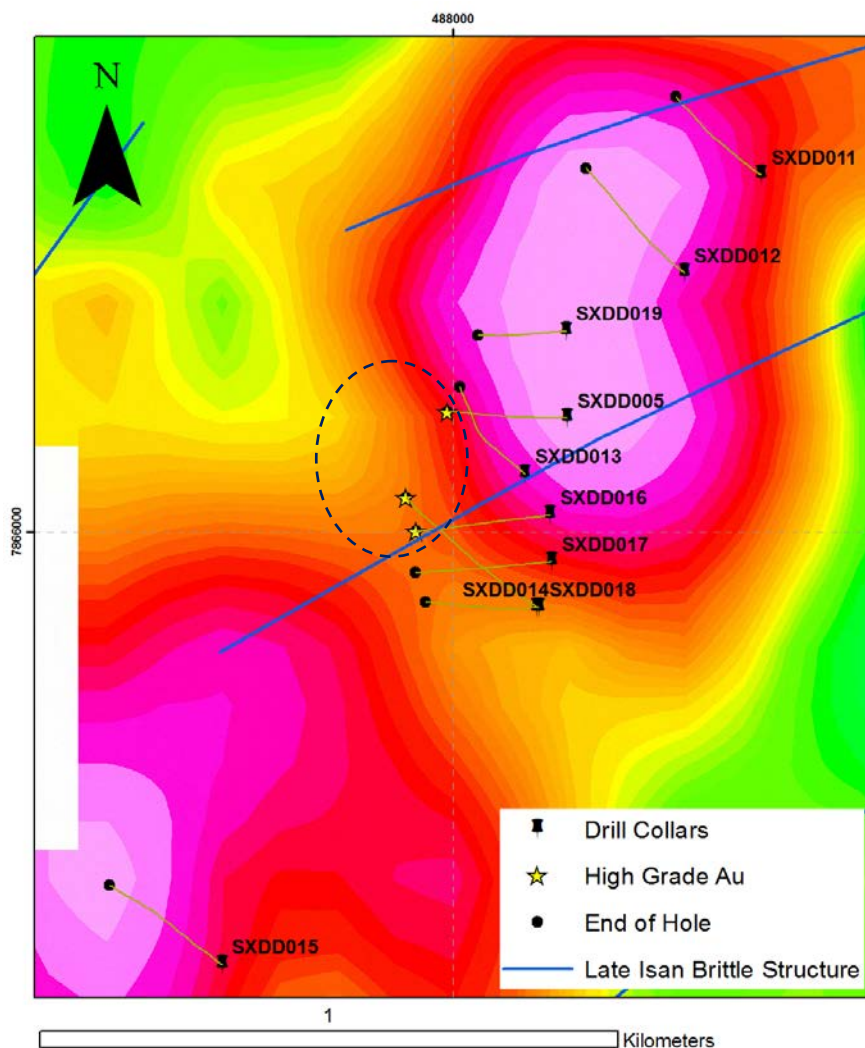 488000
N
SXDD011
SXDD012
SXDD019
SXDD005
SXDD013
SXDD016
7866000
SXDD017
SXDD014SXDD018
SXDD015
Drill Collars
High Grade Au
End of Hole
Late Isan Brittle Structure
1
Kilometers